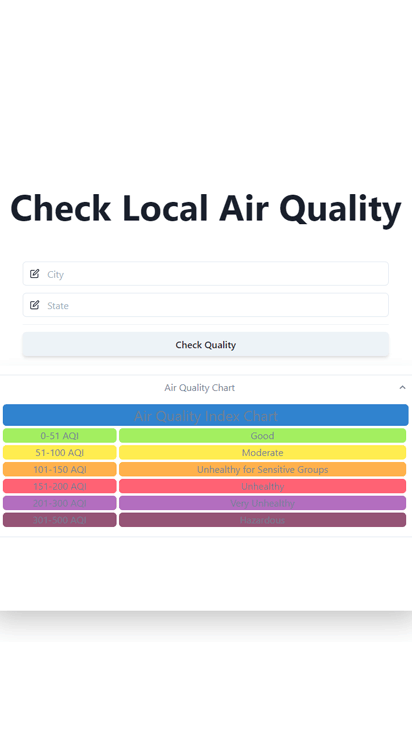 Check Local Air Quality
City
State
Check Quality
Air Quality Chart
Air Quality Index Chart
0-51 AQI Good
51-100 AQI Moderate
101-150 AQI Unhealthy for Sensitive Groups
151-200 AQI Unhealthy
201-300 AQI Very Unhealthy
301-500 AQI Hazardous